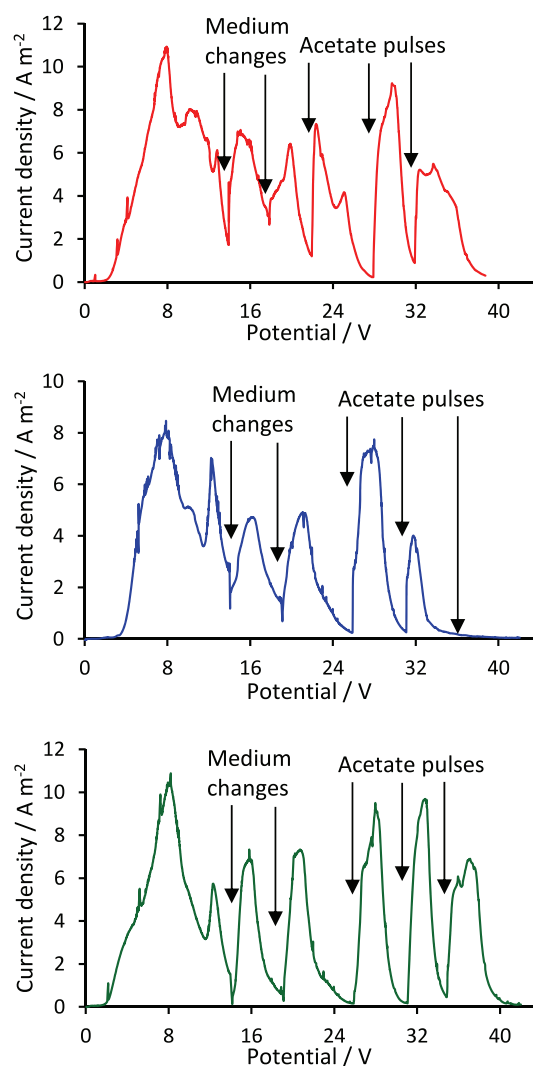 Medium
changes
Acetate pulses
Current density / A m-2
12
10
8
6
4
2
0
0 8 16 24 32 40
Potential / V
Medium
changes
Acetate pulses
Current density / A m-2
10
8
6
4
2
0
0 8 16 24 32 40
Potential / V
Medium
changes
Acetate pulses
Current density / A m-2
12
10
8
6
4
2
0
0 8 16 24 32 40
Potential / V